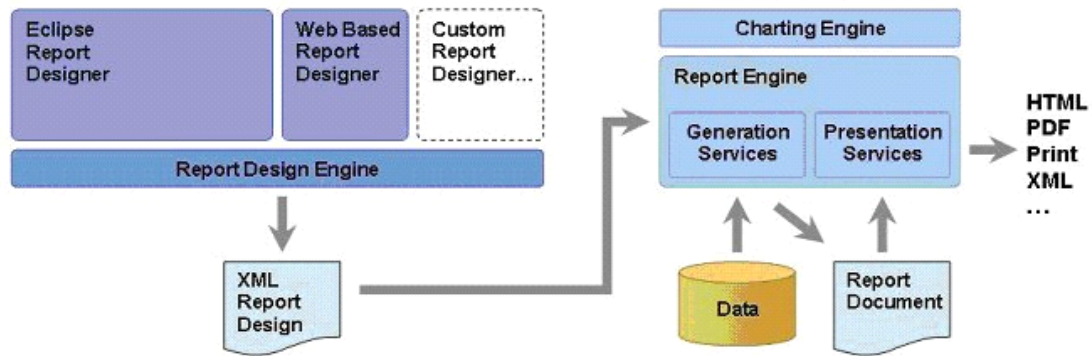 Eclipse
Report
Designer
Web Based
Report
Designer
Custom
Report
Designer...
Report Design Engine
XML
Report
Design
Charting Engine
Report Engine
Generation
Services
Presentation
Services
Data
Report
Document
HTML
PDF
Print
XML
...